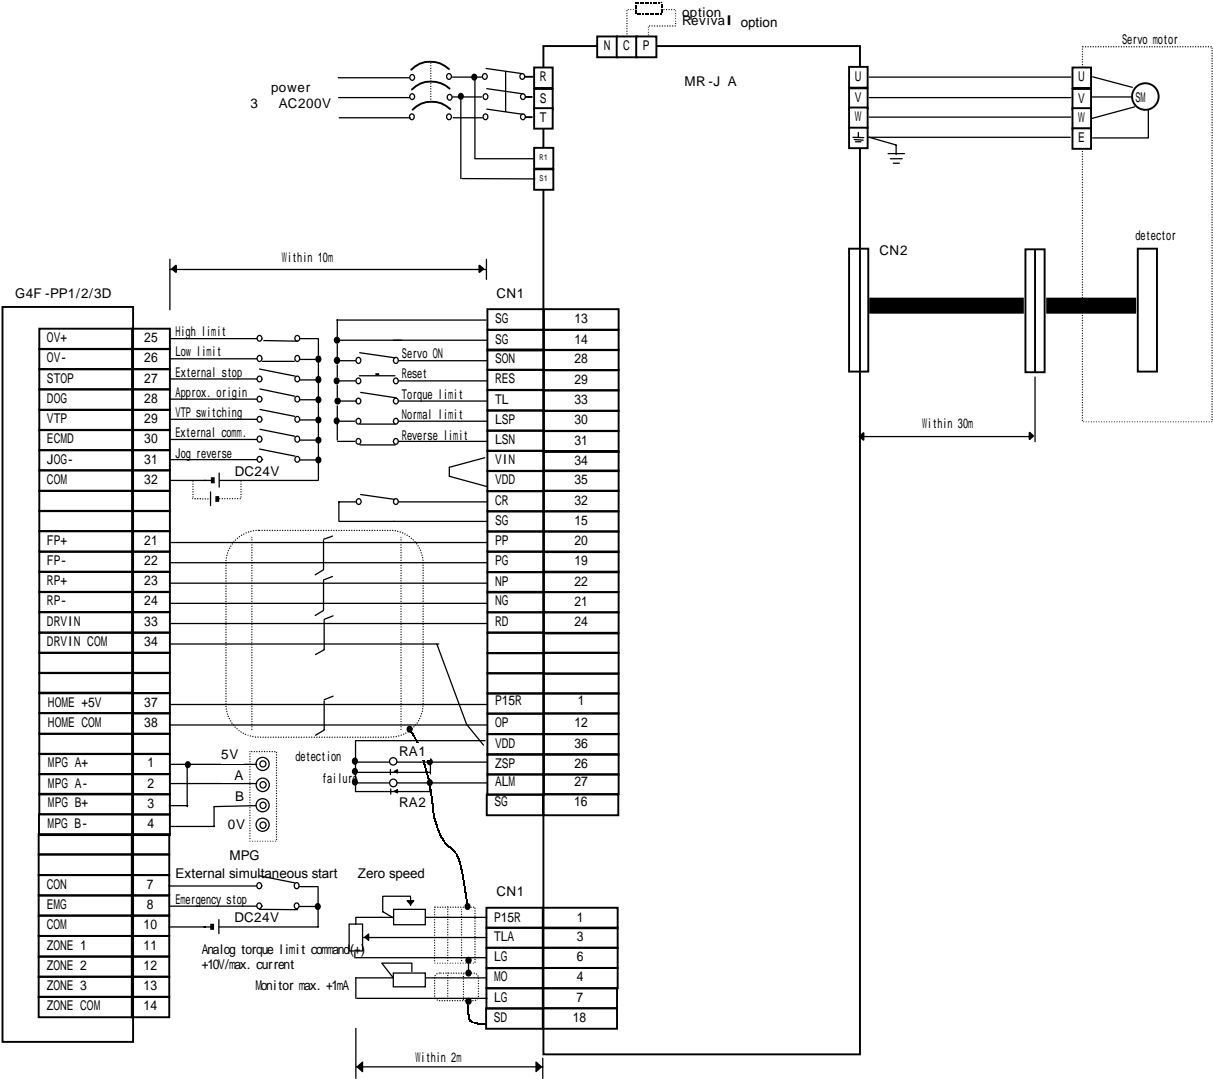 option
Revival option
N C P
Servo motor
MR-J A
power
3 AC200V
R
S
T
R1
S1
U
V
W
U
V
W
E
SM
CN2
detector
Within 10m
Within 30m
G4F-PP1/2/3D
CN1
OV+ 25 High limit
OV- 26 Low limit
STOP 27 External stop
DOG 28 Approx. origin
VTP 29 VTP switching
ECMD 30 External comm.
JOG- 31 Jog reverse
COM 32 DC24V
FP+ 21
FP- 22
RP+ 23
RP- 24
DRVIN 33
DRVIN COM 34
HOME +5V 37
HOME COM 38
MPG A+ 1
MPG A- 2
MPG B+ 3
MPG B- 4
5V
A
B
0V
MPG
CON 7 External simultaneous start
EMG 8 Emergency stop
COM 10 DC24V
ZONE 1 11
ZONE 2 12
ZONE 3 13
ZONE COM 14
SG 13
SG 14
Servo ON SON 28
Reset RES 29
Torque limit TL 33
Normal limit LSP 30
Reverse limit LSN 31
VIN 34
VDD 35
CR 32
SG 15
PP 20
PG 19
NP 22
NG 21
RD 24
P15R 1
OP 12
VDD 36
detection RA1 ZSP 26
failur ALM 27
RA2 SG 16
Zero speed
CN1
P15R 1
TLA 3
LG 6
MO 4
LG 7
SD 18
Analog torque limit command(+)
+10V/max. current
Monitor max. +1mA
Within 2m